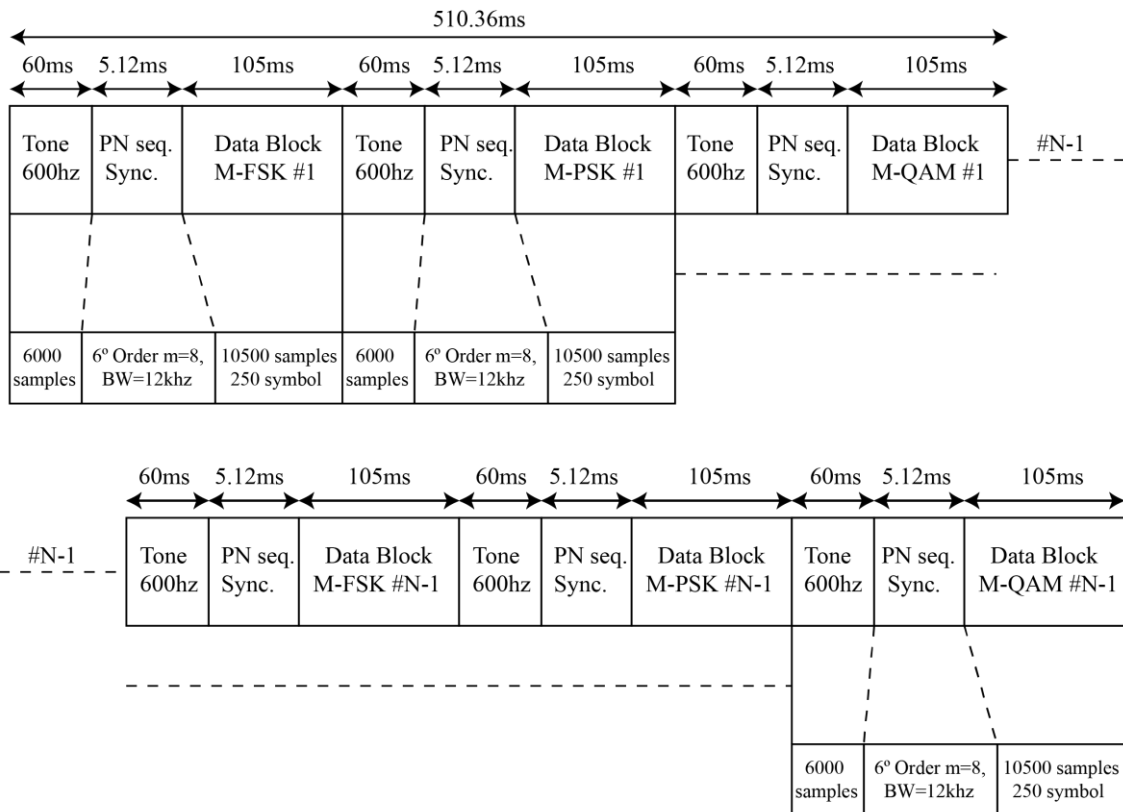 510.36ms
60ms 5.12ms 105ms 60ms 5.12ms 105ms 60ms 5.12ms 105ms
Tone PN seq. Data Block Tone PN seq. Data Block Tone PN seq. Data Block #N-1
600hz Sync. M-FSK #1 600hz Sync. M-PSK #1 600hz Sync. M-QAM #1
6000 6º Order m=8, 10500 samples 6000 6º Order m=8, 10500 samples
samples BW=12khz 250 symbol samples BW=12khz 250 symbol
60ms 5.12ms 105ms 60ms 5.12ms 105ms 60ms 5.12ms 105ms
#N-1 Tone PN seq. Data Block Tone PN seq. Data Block Tone PN seq. Data Block
600hz Sync. M-FSK #N-1 600hz Sync. M-PSK #N-1 600hz Sync. M-QAM #N-1
6000 6º Order m=8, 10500 samples
samples BW=12khz 250 symbol